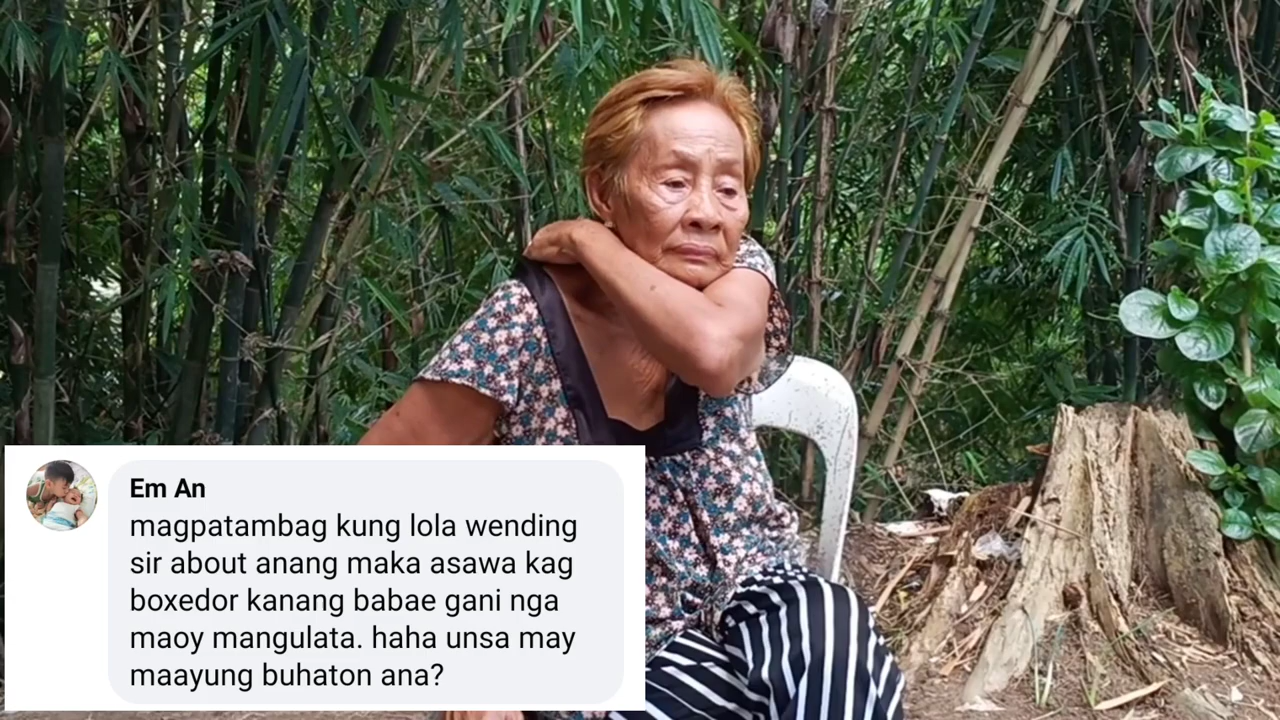 Em An
magpatambag kung lola wending
sir about anang maka asawa kag
boxedor kanang babae gani nga
maoy mangulata. haha unsa may
maayung buhaton ana?